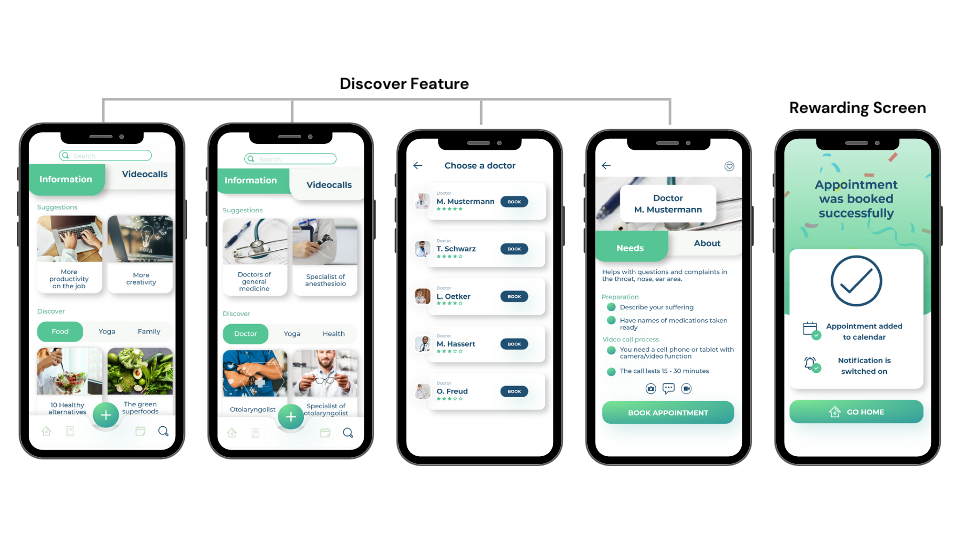 Discover Feature
Rewarding Screen
Search
Information
Videocalls
Suggestions
More
productivity
on the job
More
creativity
Discover
Food
Yoga
Family
10 Healthy
alternatives
The green
superfoods
Search
Information
Videocalls
Suggestions
Doctors of
general
medicine
Specialist of
anesthesiolo
Discover
Doctor
Yoga
Health
Otolaryngolist
Specialist of
otolaryngolist
Choose a doctor
Doctor
M. Mustermann
BOOK
Doctor
T. Schwarz
BOOK
Doctor
L. Oetker
BOOK
Doctor
M. Hassert
BOOK
Doctor
O. Freud
BOOK
Doctor
M. Mustermann
Needs
About
Helps with questions and complaints in
the throat, nose, ear area.
Preparation
Describe your suffering
Have names of medications taken
ready
Video call process
You need a cell phone or tablet with
camera/video function
The call lasts 15 - 30 minutes
BOOK APPOINTMENT
Appointment
was booked
successfully
Appointment added
to calendar
Notification is
switched on
GO HOME